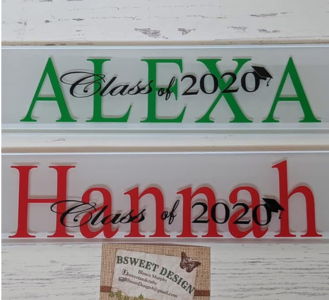 ALEXA
Class of 2020
Hannah
Class of 2020
BSWEET DESIGN